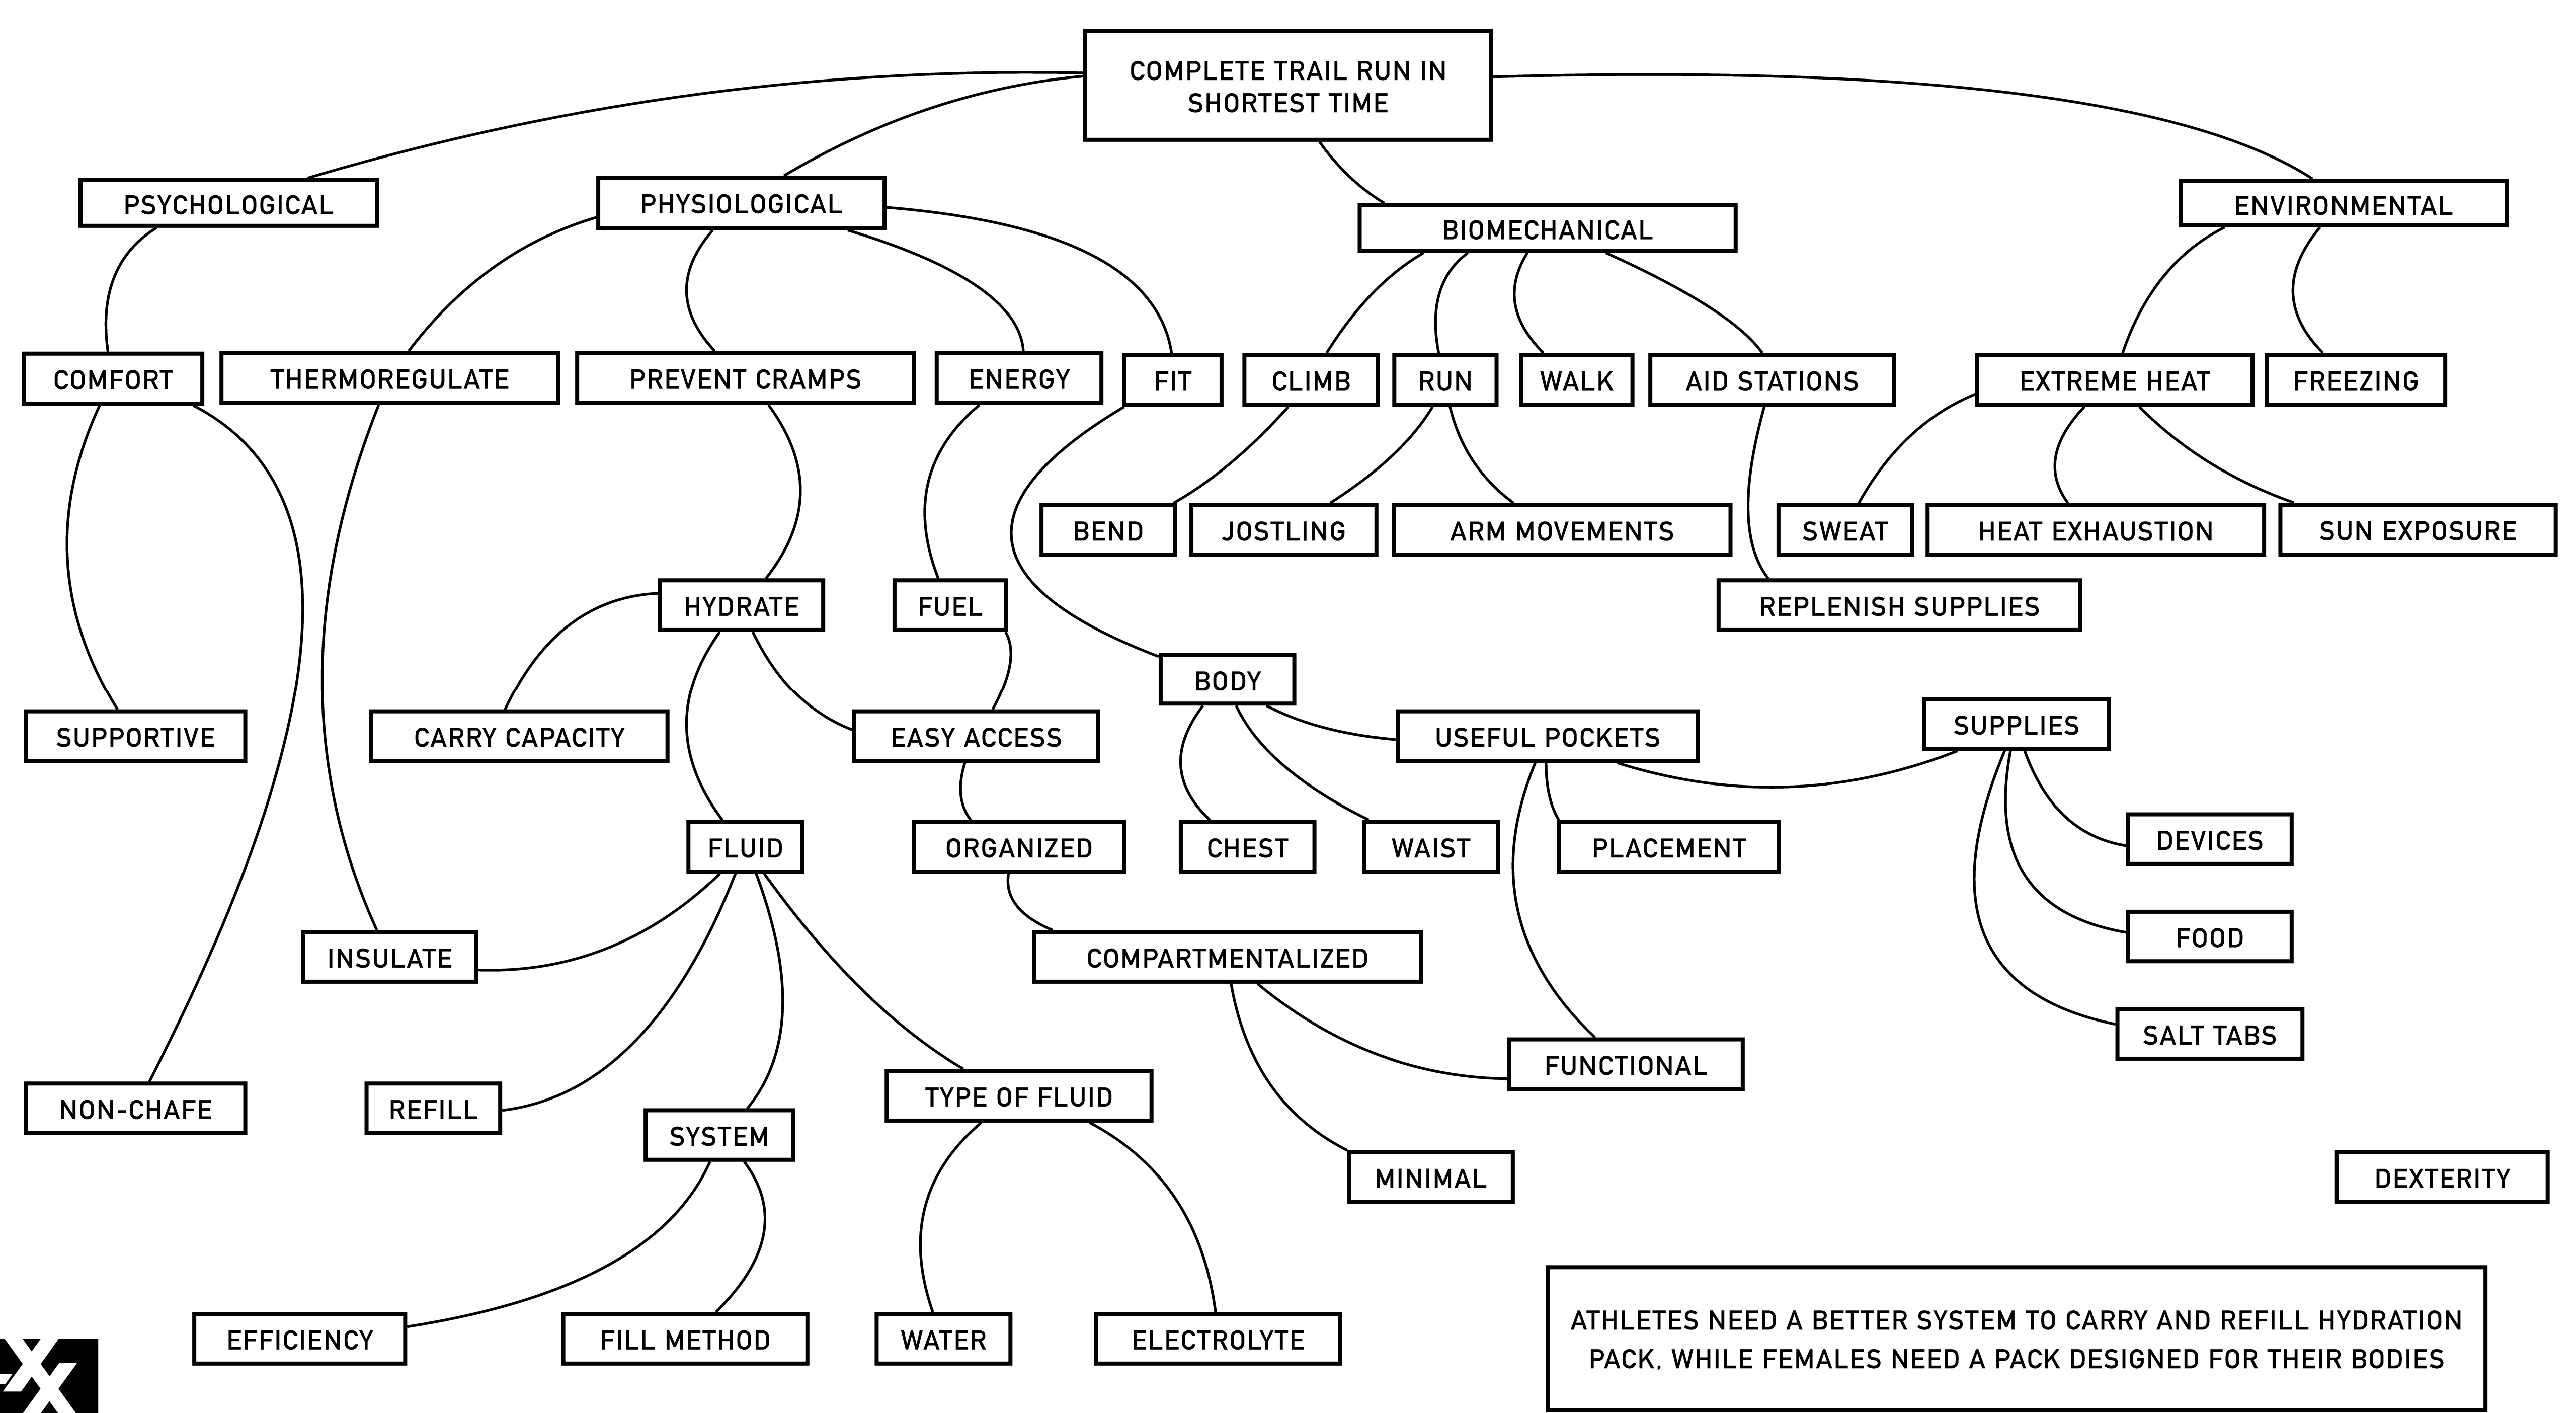 COMPLETE TRAIL RUN IN
SHORTEST TIME
PSYCHOLOGICAL
PHYSIOLOGICAL
BIOMECHANICAL
ENVIRONMENTAL
COMFORT
THERMOREGULATE
PREVENT CRAMPS
ENERGY
FIT
CLIMB
RUN
WALK
AID STATIONS
EXTREME HEAT
FREEZING
BEND
JOSTLING
ARM MOVEMENTS
SWEAT
HEAT EXHAUSTION
SUN EXPOSURE
HYDRATE
FUEL
REPLENISH SUPPLIES
BODY
SUPPORTIVE
CARRY CAPACITY
EASY ACCESS
USEFUL POCKETS
SUPPLIES
FLUID
ORGANIZED
CHEST
WAIST
PLACEMENT
DEVICES
INSULATE
COMPARTMENTALIZED
FOOD
SALT TABS
FUNCTIONAL
NON-CHAFE
REFILL
TYPE OF FLUID
SYSTEM
MINIMAL
DEXTERITY
EFFICIENCY
FILL METHOD
WATER
ELECTROLYTE
ATHLETES NEED A BETTER SYSTEM TO CARRY AND REFILL HYDRATION
PACK, WHILE FEMALES NEED A PACK DESIGNED FOR THEIR BODIES